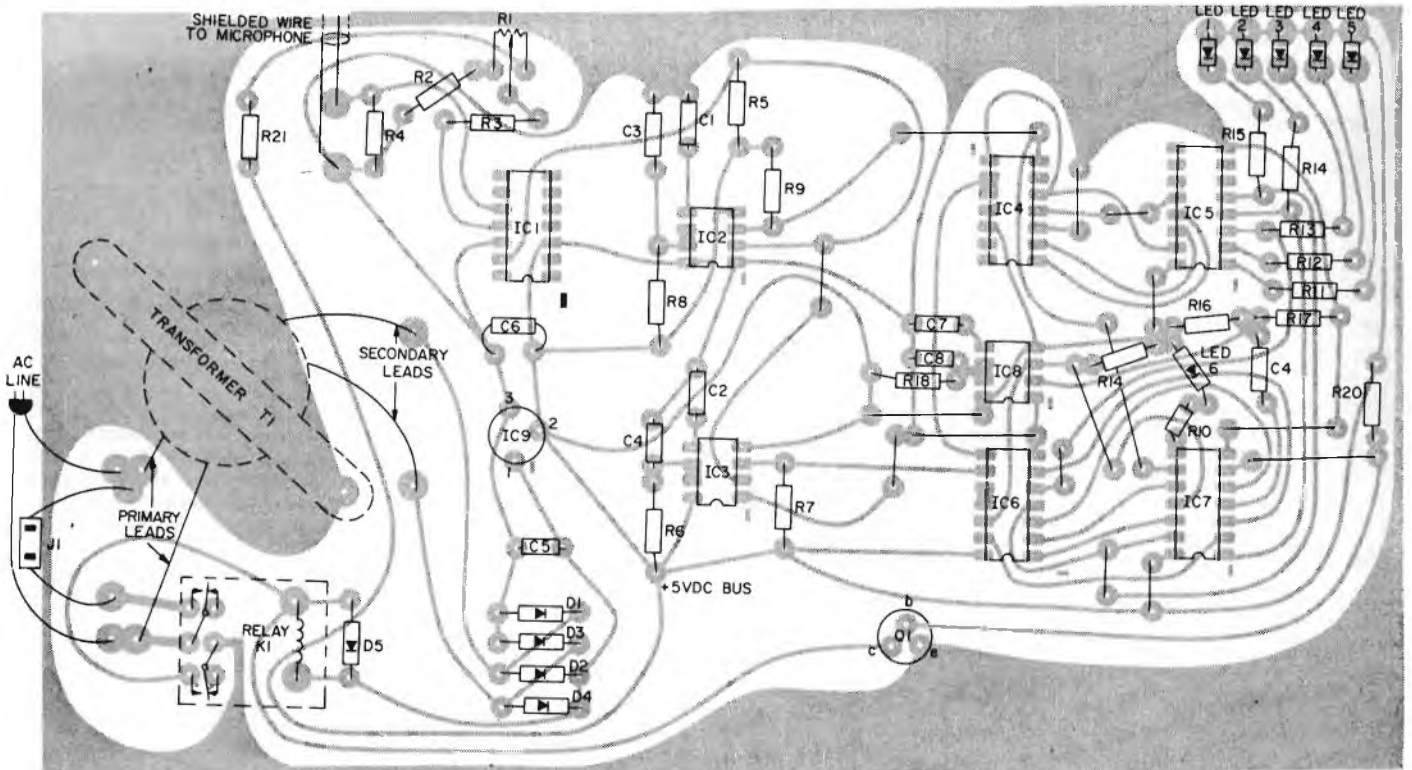 SHIELDED WIRE
TO MICROPHONE
R1
LED
1
LED
2
LED
3
LED
4
LED
5
R2
R21
R4
R3
C3
C1
R5
R9
R15
R14
IC1
IC2
IC4
IC5
R13
R12
R11
R8
C6
C7
C8
R18
IC8
R16
R17
R14
LED
6
C4
R20
TRANSFORMER T1
SECONDARY
LEADS
AC
LINE
3
IC9
2
1
C2
C4
IC3
R10
IC6
IC7
R7
R6
PRIMARY
LEADS
J1
C5
+5VDC BUS
D1
D3
D2
D4
RELAY
K1
D5
b
Q1
c
e